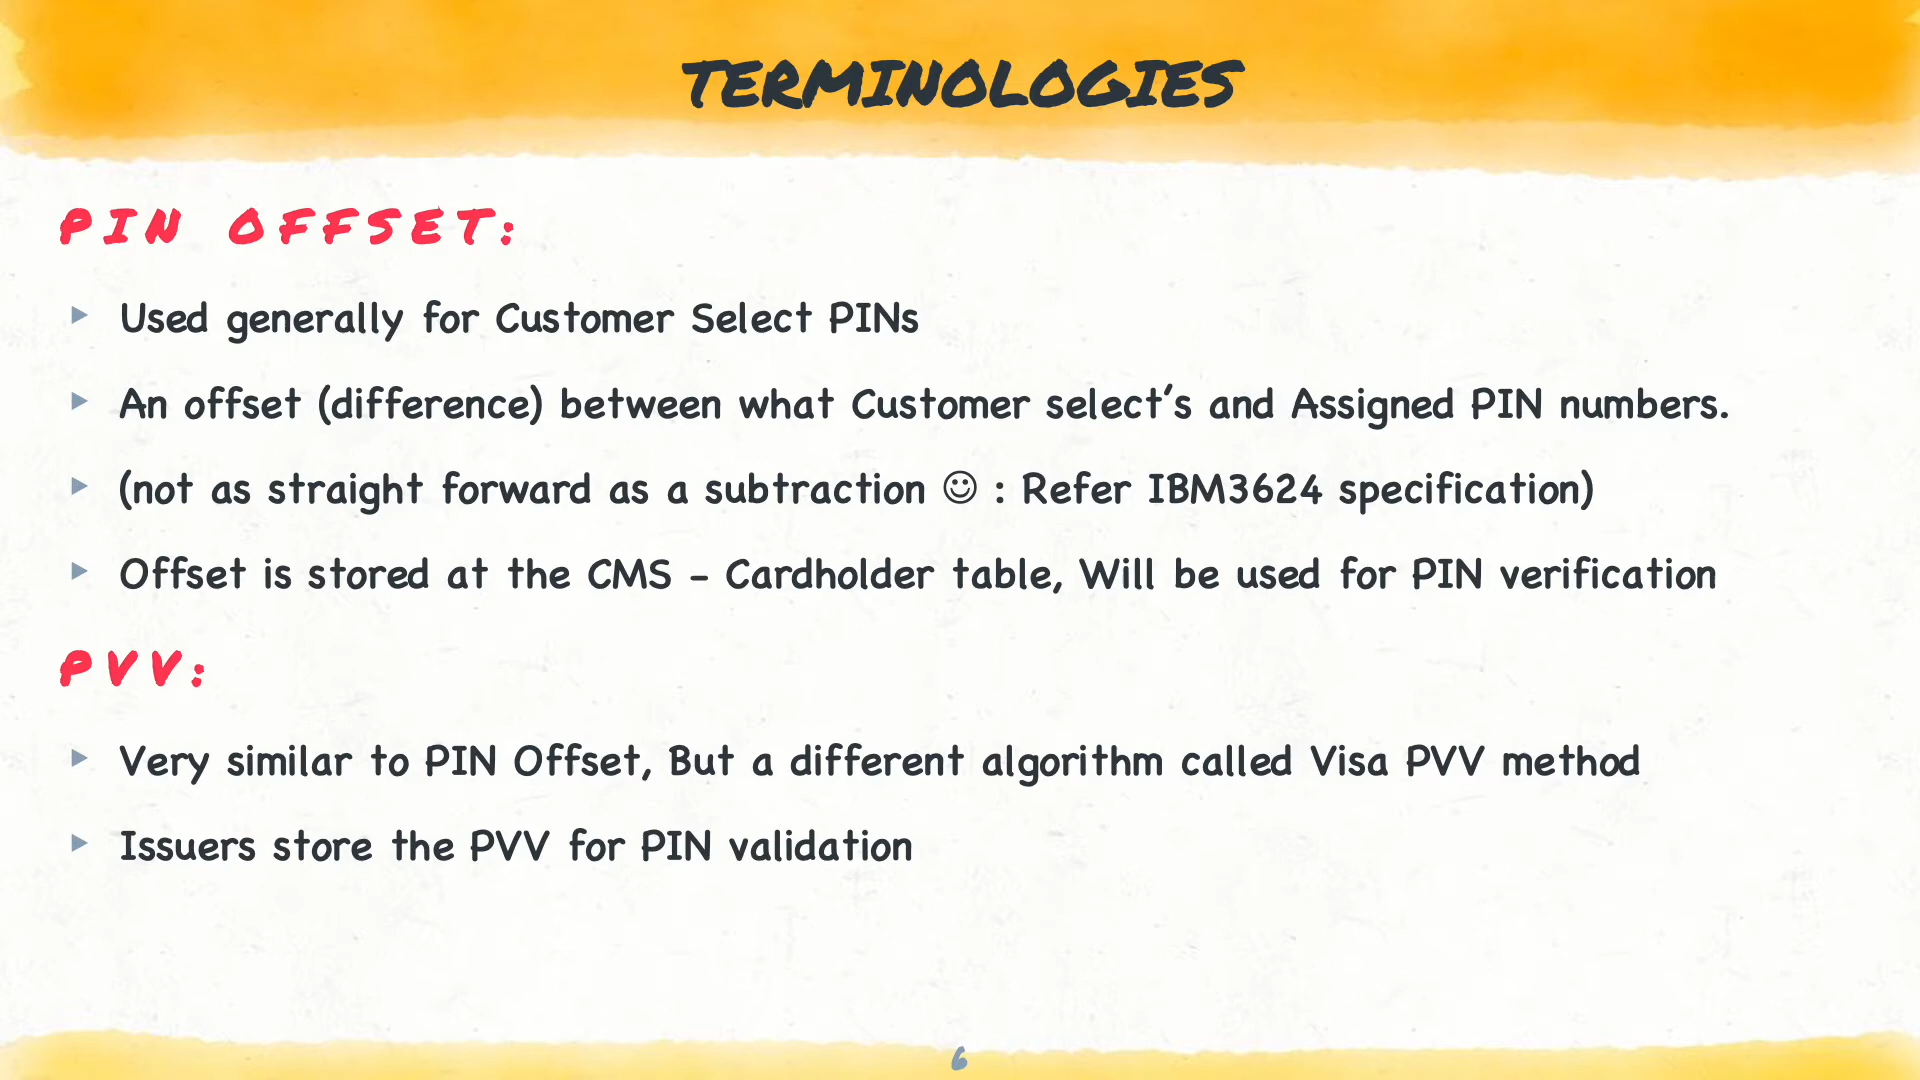 TERMINOLOGIES
PIN OFFSET:
▸ Used generally for Customer Select PINs
▸ An offset (difference) between what Customer select’s and Assigned PIN numbers.
▸ (not as straight forward as a subtraction ☺ : Refer IBM3624 specification)
▸ Offset is stored at the CMS – Cardholder table, Will be used for PIN verification
PVV:
▸ Very similar to PIN Offset, But a different algorithm called Visa PVV method
▸ Issuers store the PVV for PIN validation
6